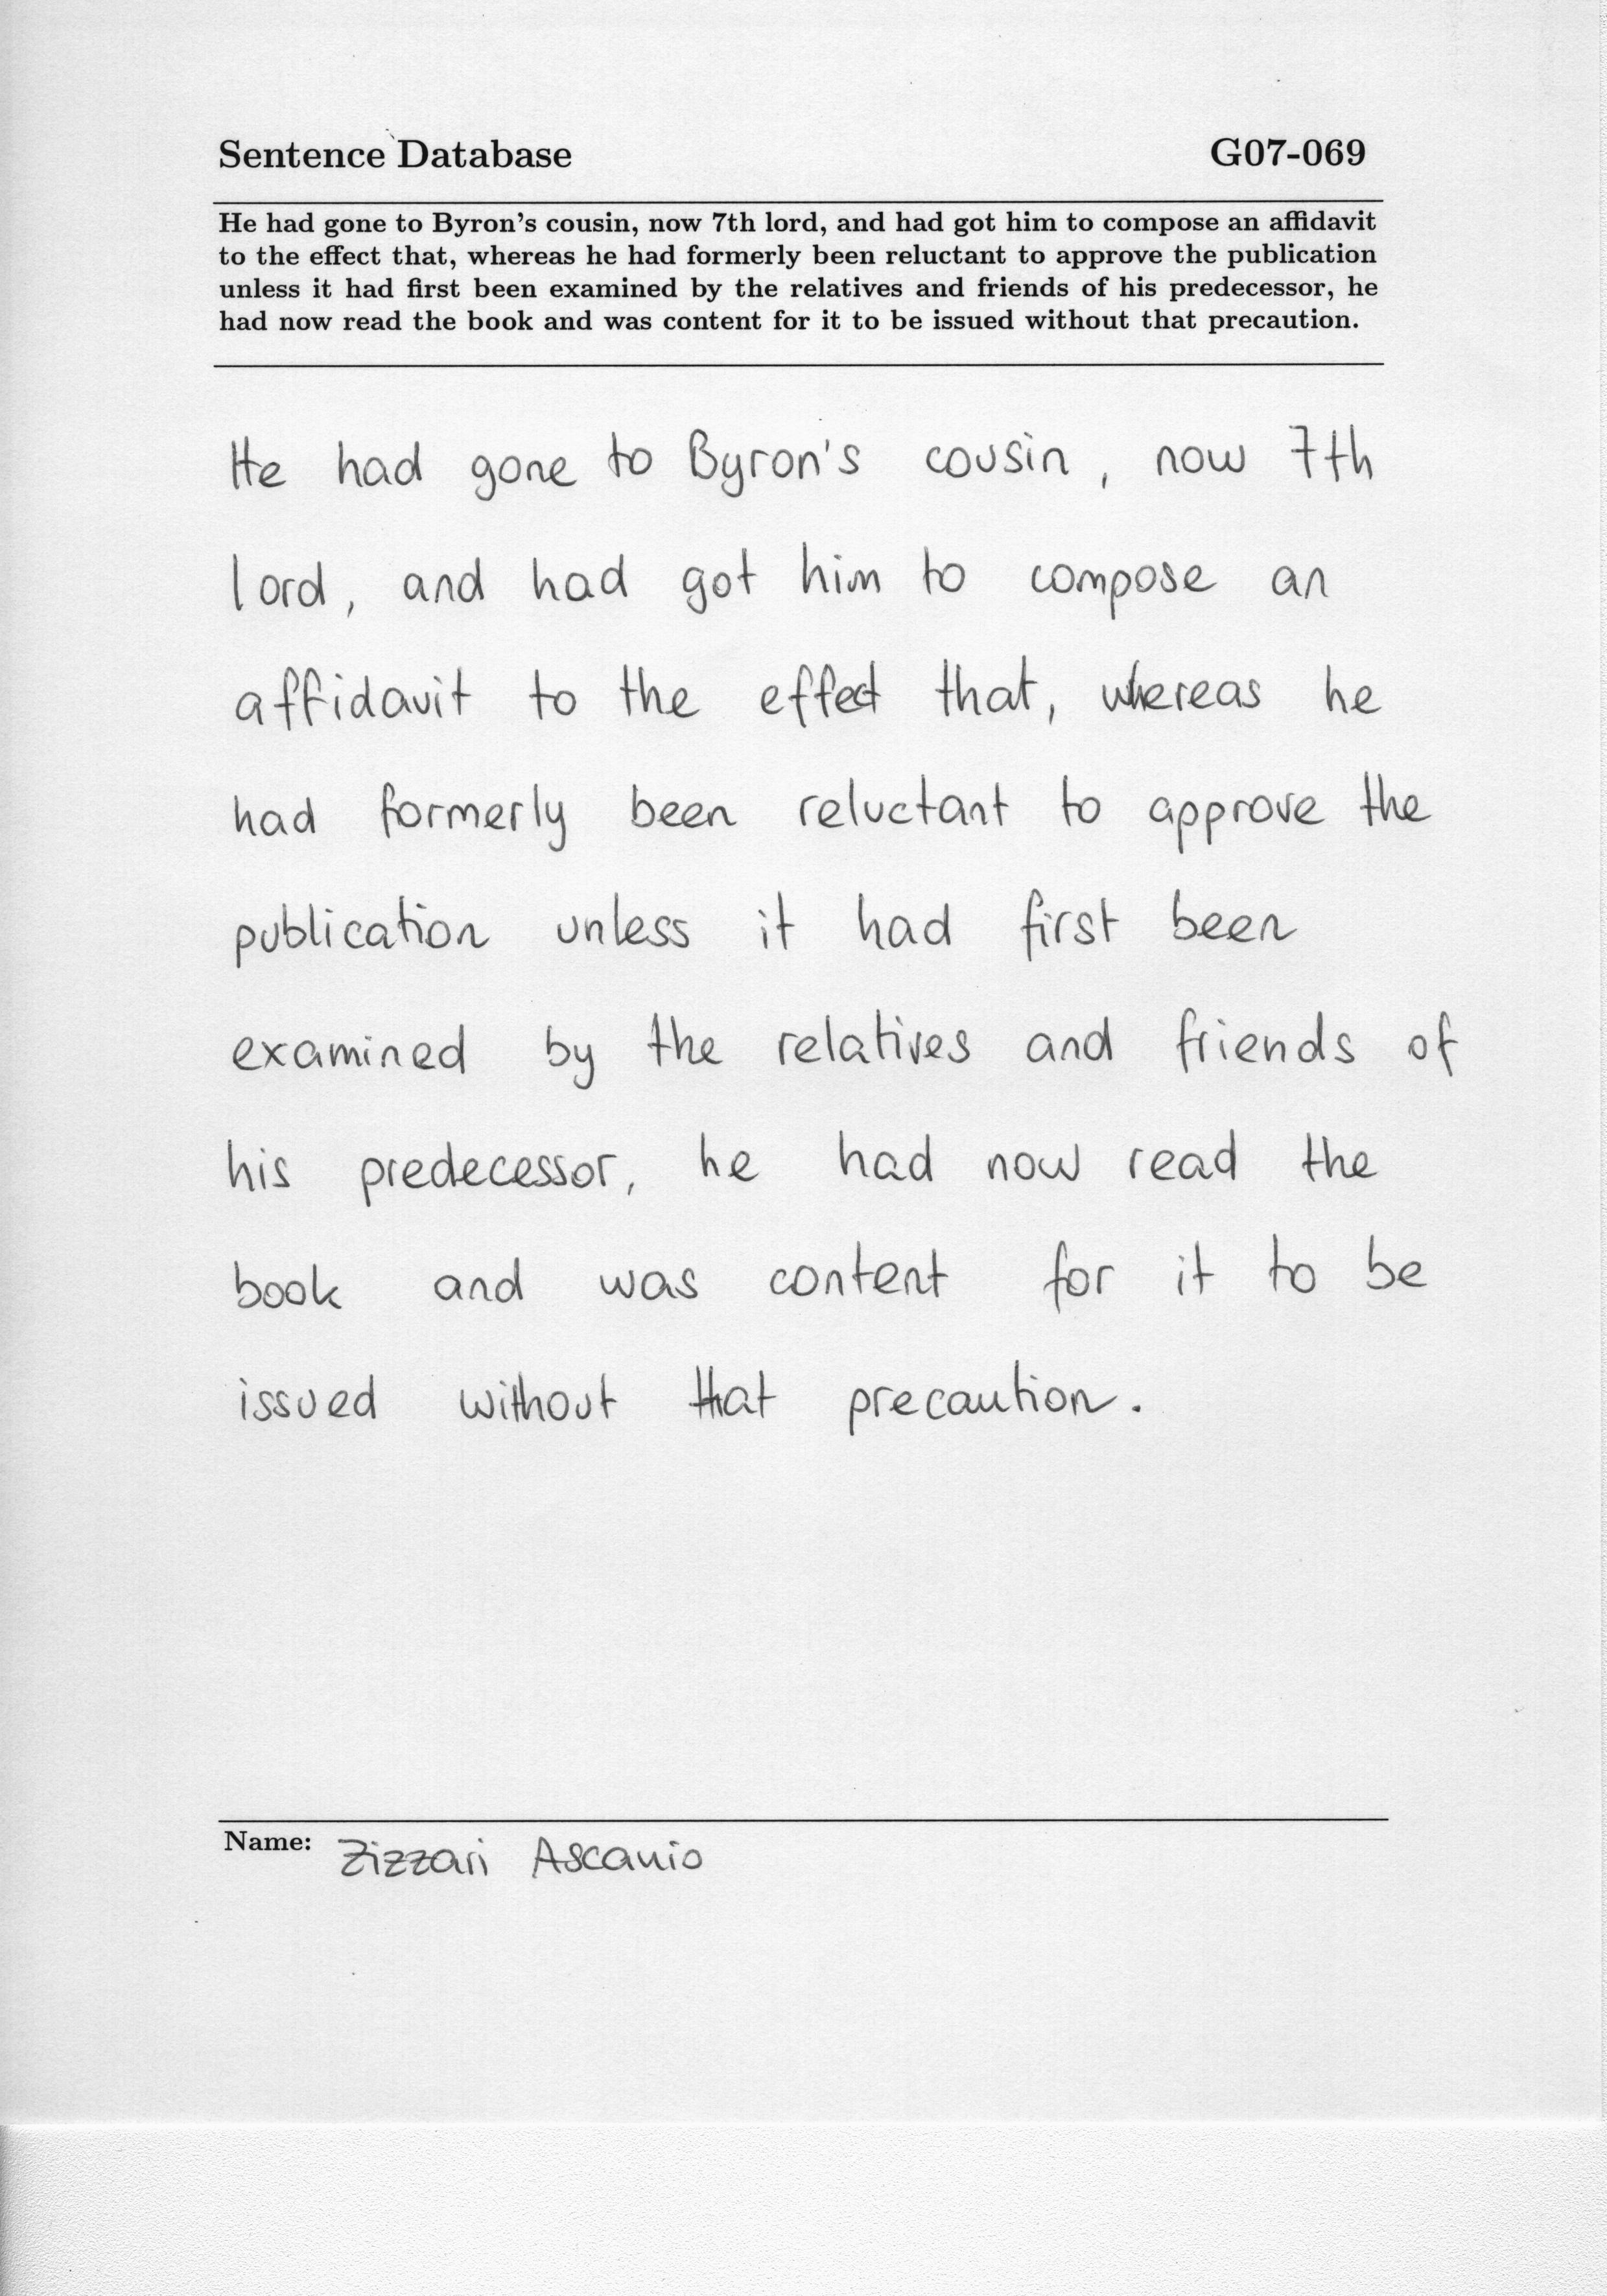 Sentence Database G07-069
He had gone to Byron's cousin, now 7th lord, and had got him to compose an affidavit
to the effect that, whereas he had formerly been reluctant to approve the publication
unless it had first been examined by the relatives and friends of his predecessor, he
had now read the book and was content for it to be issued without that precaution.
He had gone to Byron's cousin, now 7th
lord, and had got him to compose an
affidavit to the effect that, whereas he
had formerly been reluctant to approve the
publication unless it had first been
examined by the relatives and friends of
his predecessor, he had now read the
book and was content for it to be
issued without that precaution.
Name: Zizzari Ascanio